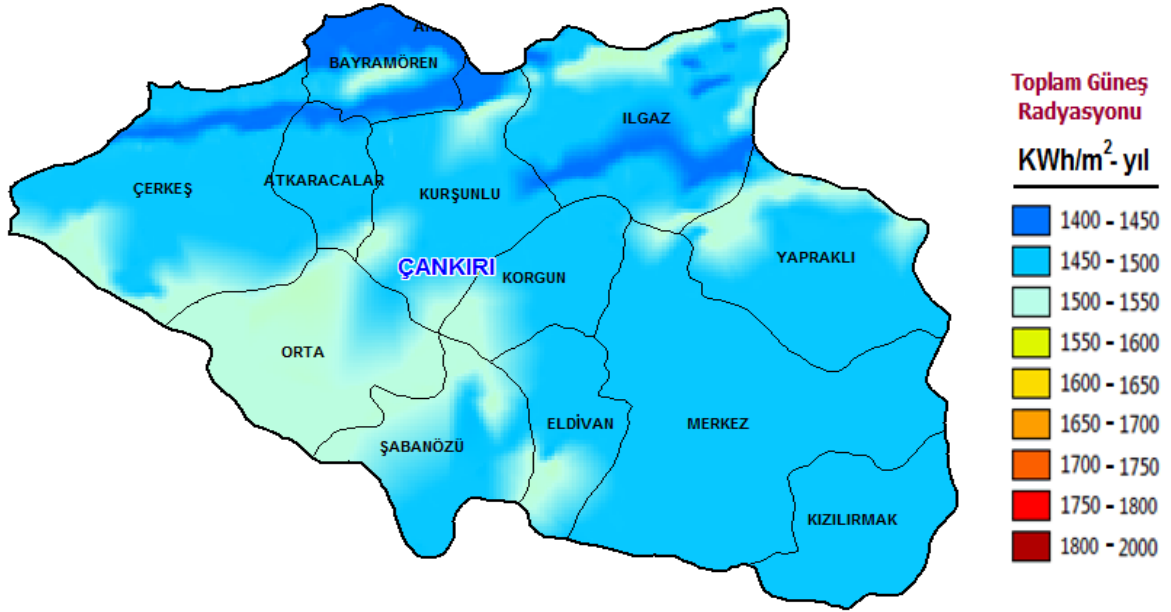 BAYRAMÖREN
ILGAZ
ÇERKEŞ
ATKARACALAR
KURŞUNLU
YAPRAKLI
ÇANKIRI
KORGUN
ORTA
ELDİVAN
MERKEZ
ŞABANÖZÜ
KIZILIRMAK
Toplam Güneş
Radyasyonu
KWh/m²- yıl
1400 - 1450
1450 - 1500
1500 - 1550
1550 - 1600
1600 - 1650
1650 - 1700
1700 - 1750
1750 - 1800
1800 - 2000